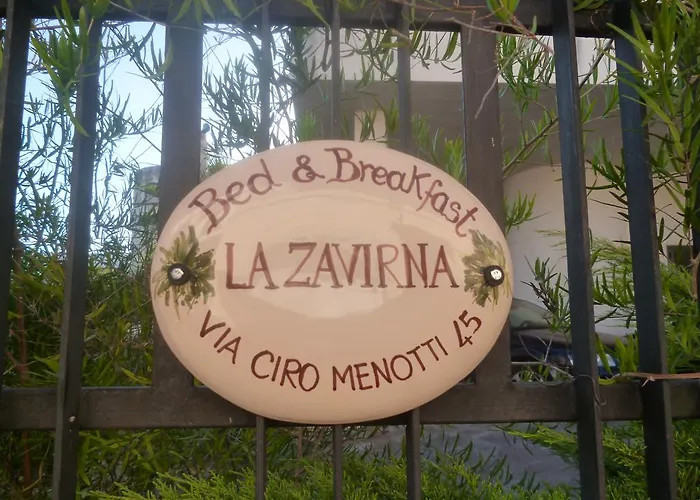 Bed & Breakfast
LA ZAVIRNA
VIA CIRO MENOTTI 45